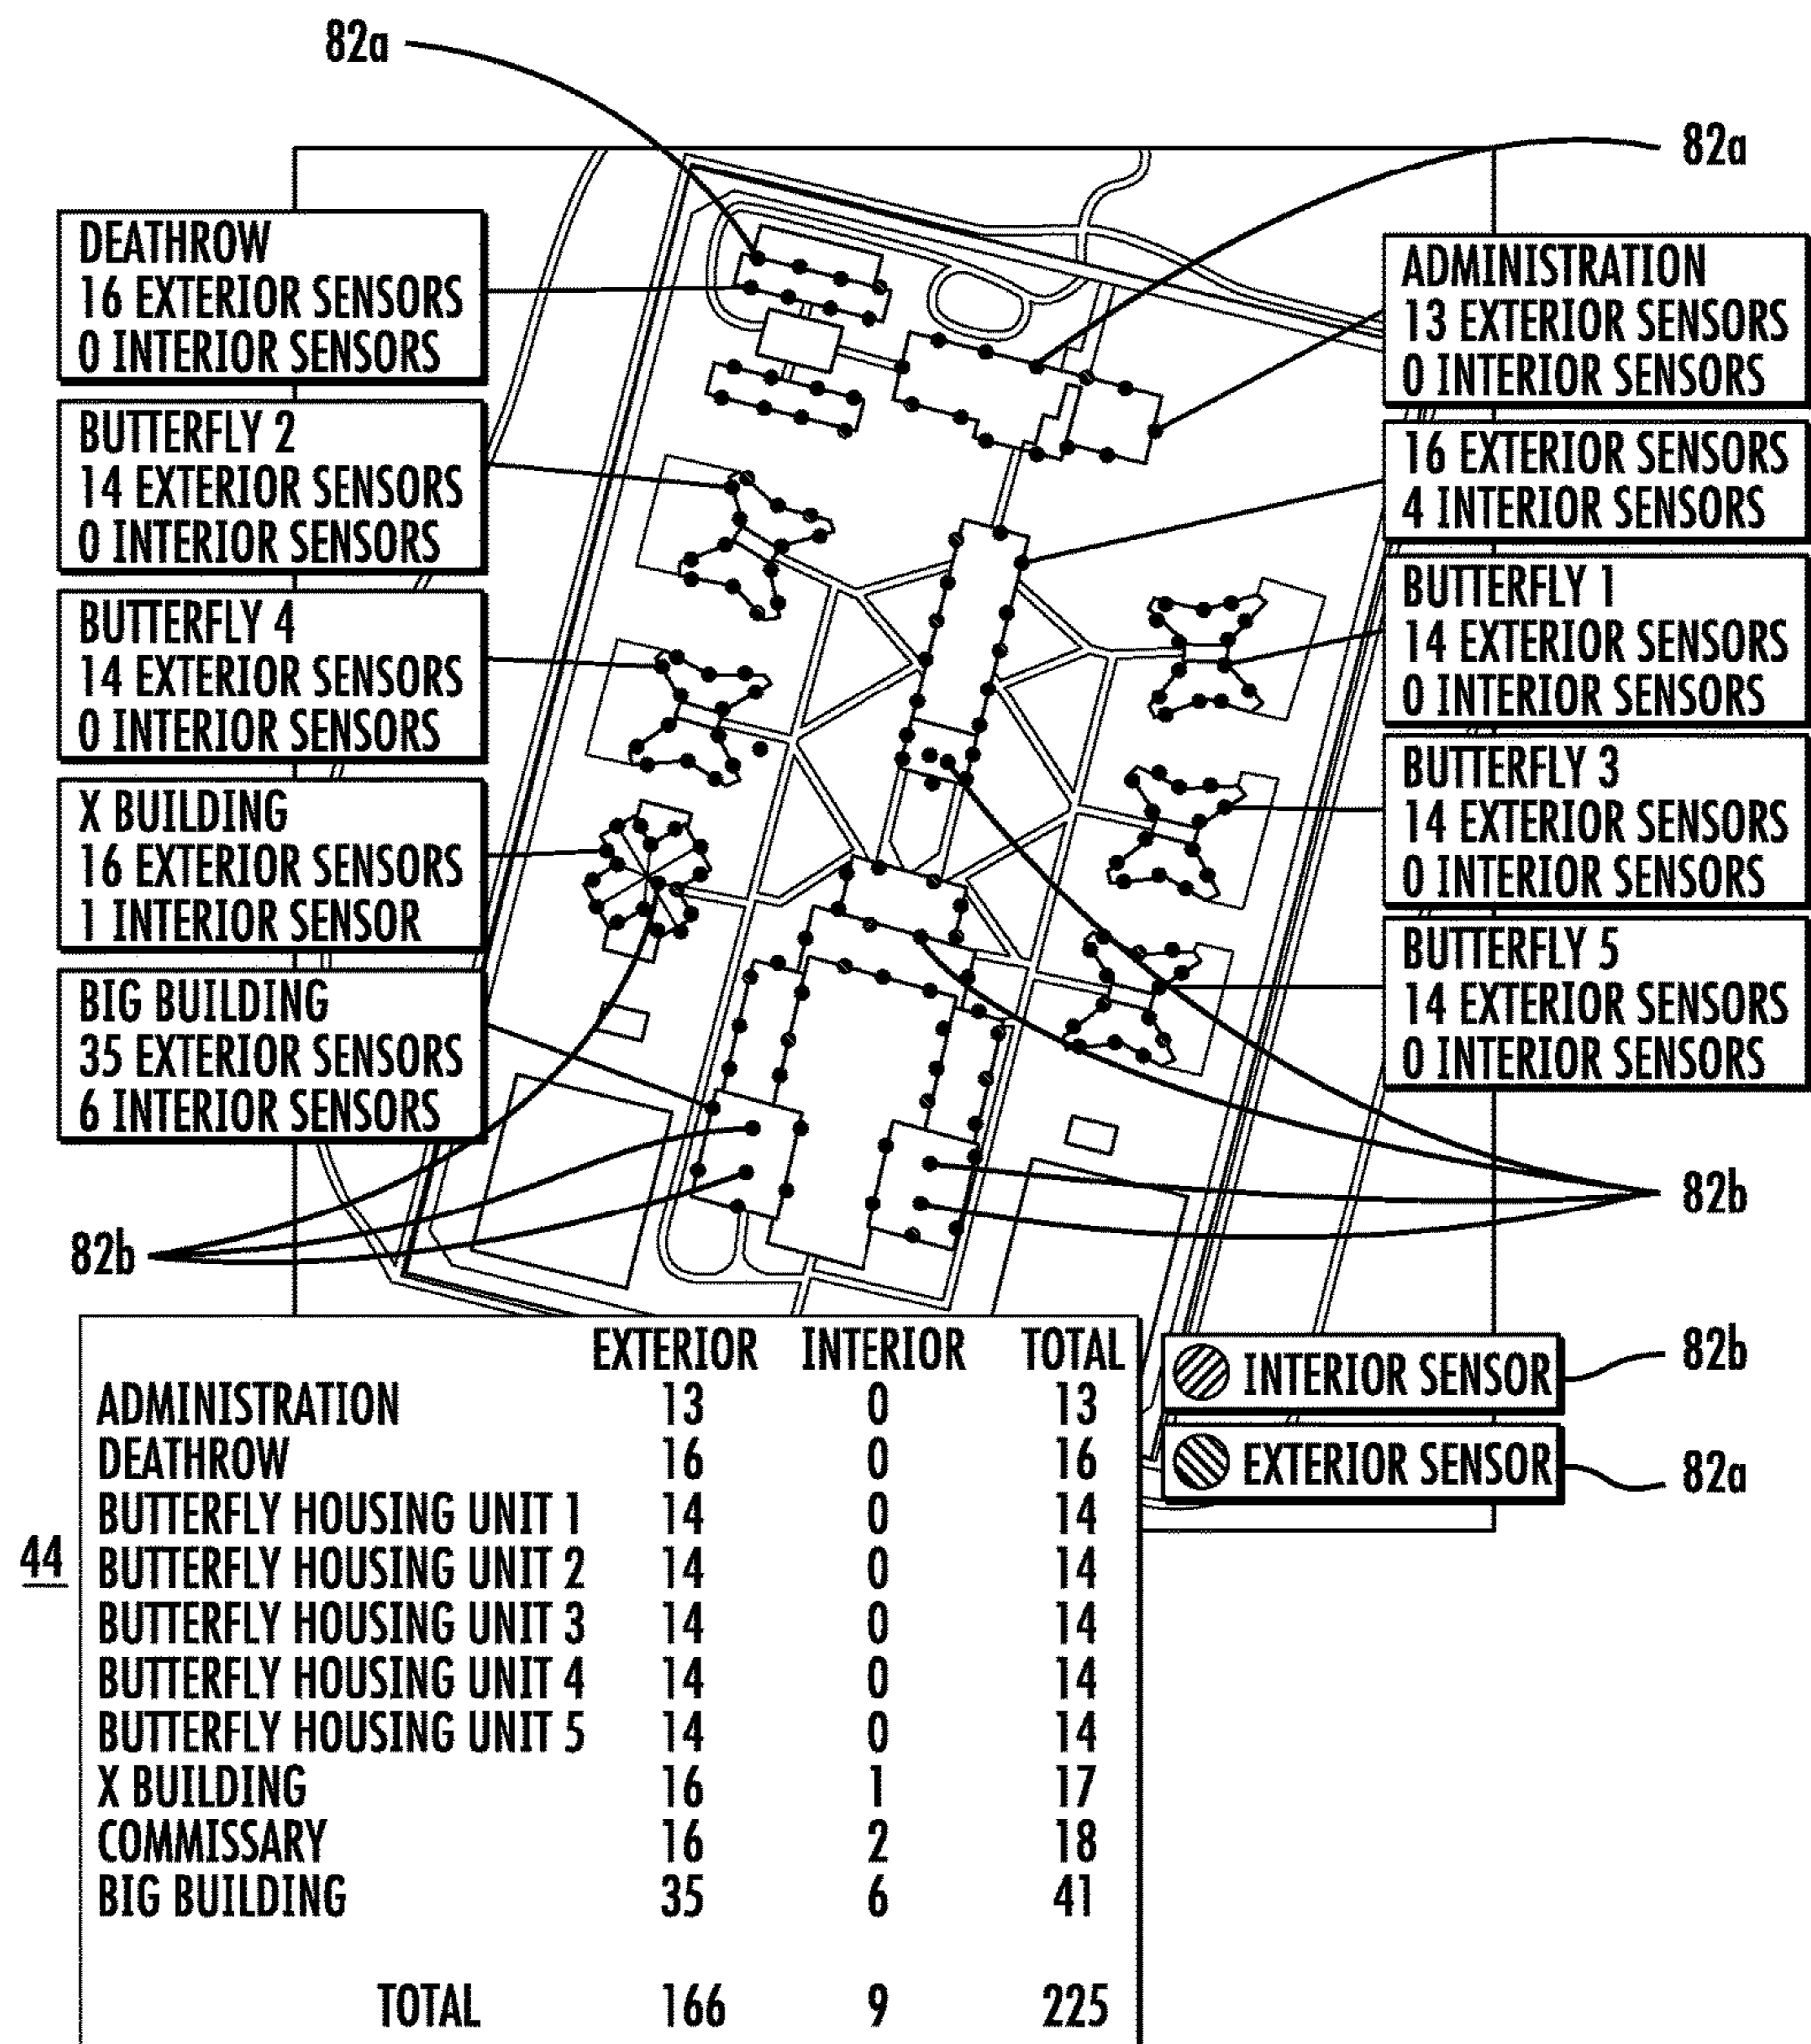 82a
82a
DEATHROW
16 EXTERIOR SENSORS
0 INTERIOR SENSORS
BUTTERFLY 2
14 EXTERIOR SENSORS
0 INTERIOR SENSORS
BUTTERFLY 4
14 EXTERIOR SENSORS
0 INTERIOR SENSORS
X BUILDING
16 EXTERIOR SENSORS
1 INTERIOR SENSOR
BIG BUILDING
35 EXTERIOR SENSORS
6 INTERIOR SENSORS
82b
ADMINISTRATION
13 EXTERIOR SENSORS
0 INTERIOR SENSORS
16 EXTERIOR SENSORS
4 INTERIOR SENSORS
BUTTERFLY 1
14 EXTERIOR SENSORS
0 INTERIOR SENSORS
BUTTERFLY 3
14 EXTERIOR SENSORS
0 INTERIOR SENSORS
BUTTERFLY 5
14 EXTERIOR SENSORS
0 INTERIOR SENSORS
82b
INTERIOR SENSOR 82b
EXTERIOR SENSOR 82a
44
EXTERIOR INTERIOR TOTAL
ADMINISTRATION 13 0 13
DEATHROW 16 0 16
BUTTERFLY HOUSING UNIT 1 14 0 14
BUTTERFLY HOUSING UNIT 2 14 0 14
BUTTERFLY HOUSING UNIT 3 14 0 14
BUTTERFLY HOUSING UNIT 4 14 0 14
BUTTERFLY HOUSING UNIT 5 14 0 14
X BUILDING 16 1 17
COMMISSARY 16 2 18
BIG BUILDING 35 6 41
TOTAL 166 9 225